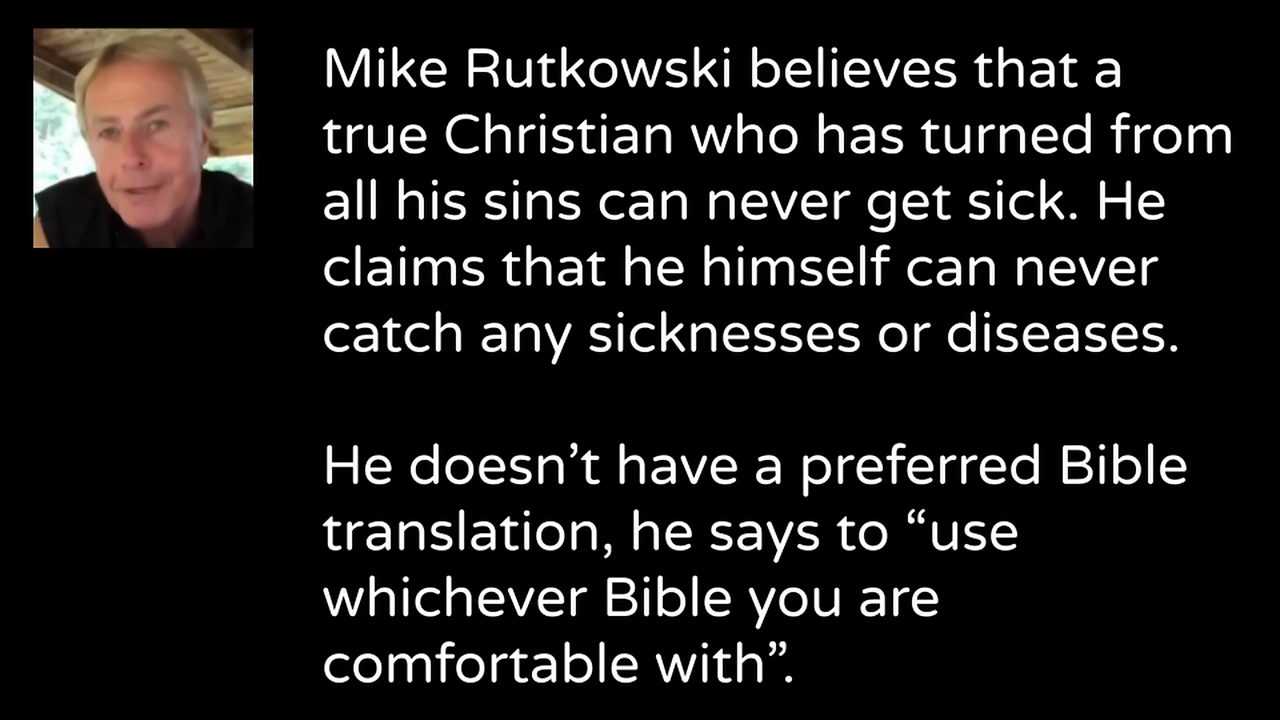 Mike Rutkowski believes that a
true Christian who has turned from
all his sins can never get sick. He
claims that he himself can never
catch any sicknesses or diseases.
He doesn’t have a preferred Bible
translation, he says to “use
whichever Bible you are
comfortable with”.